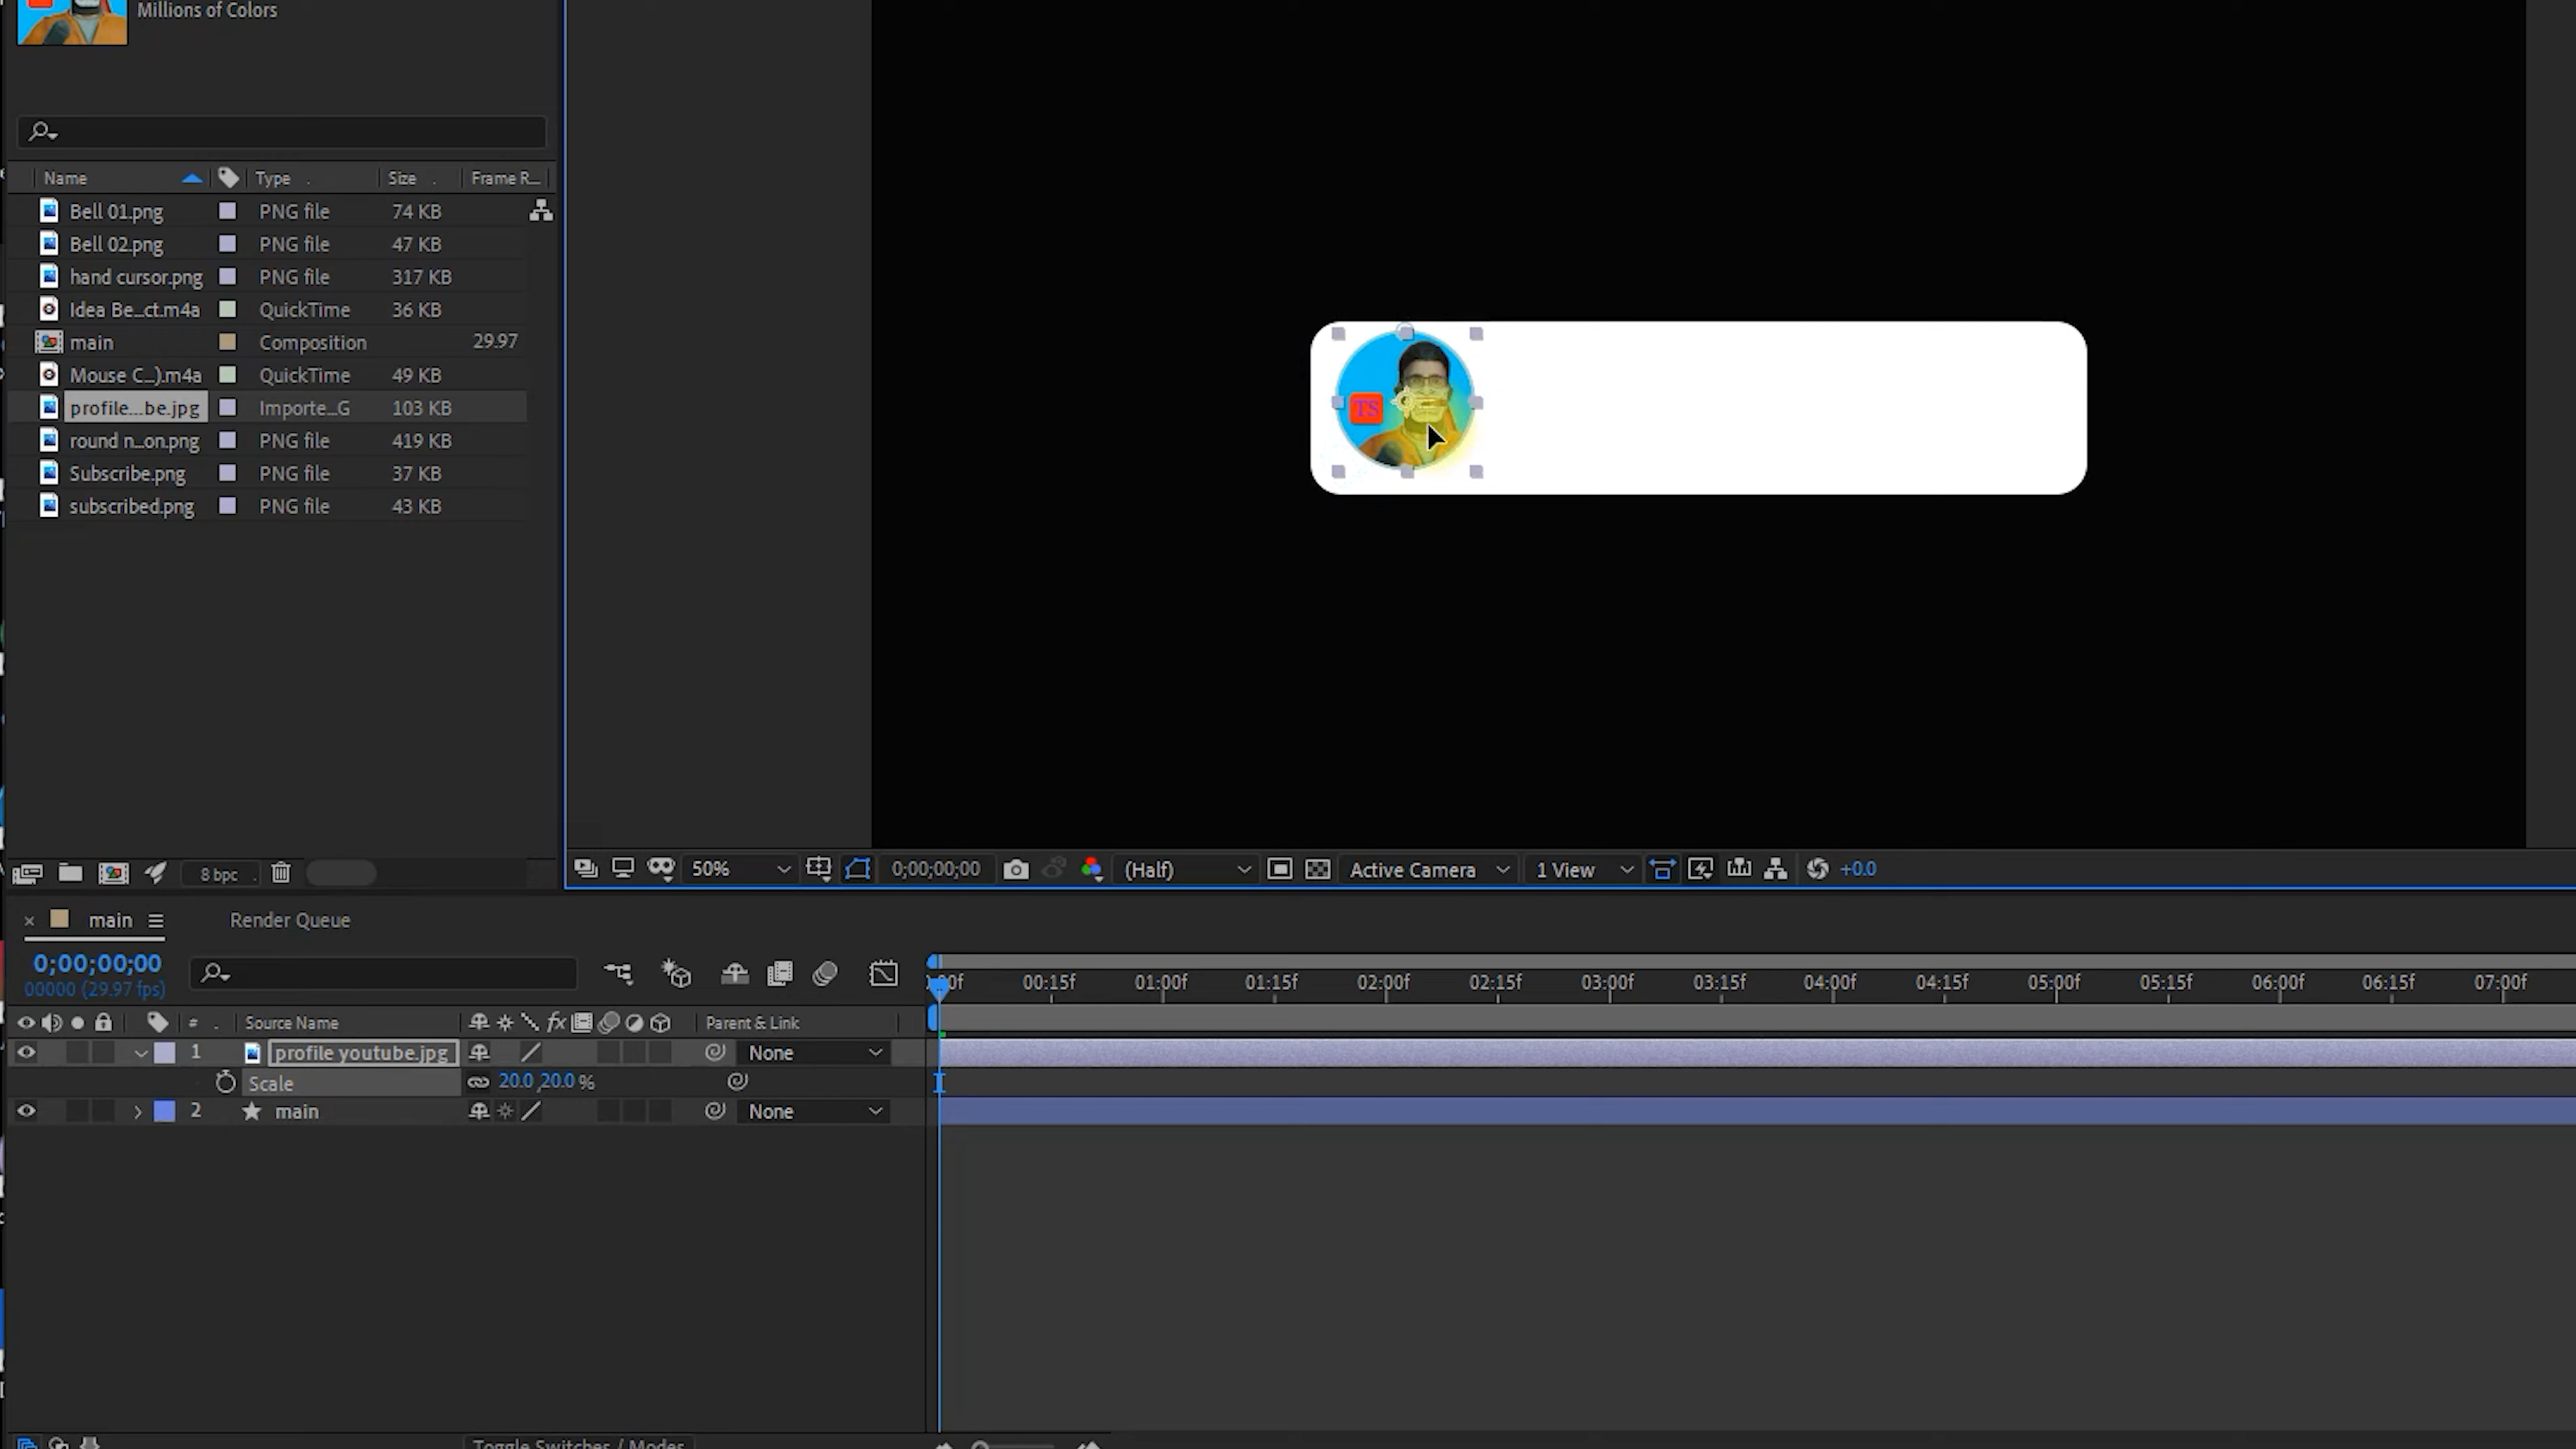 Millions of Colors
Name Type Size Frame R...
Bell 01.png PNG file 74 KB
Bell 02.png PNG file 47 KB
hand cursor.png PNG file 317 KB
Idea Be...ct.m4a QuickTime 36 KB
main Composition 29.97
Mouse C...).m4a QuickTime 49 KB
profile...be.jpg Importe...G 103 KB
round n...on.png PNG file 419 KB
Subscribe.png PNG file 37 KB
subscribed.png PNG file 43 KB
TS
8 bpc
50% 0;00;00;00 (Half) Active Camera 1 View +0.0
main Render Queue
0;00;00;00
00000 (29.97 fps)
00:15f 01:00f 01:15f 02:00f 02:15f 03:00f 03:15f 04:00f 04:15f 05:00f 05:15f 06:00f 06:15f 07:00f
# Source Name fx Parent & Link
1 profile youtube.jpg None
Scale 20.0,20.0%
2 main None
Toggle Switches / Modes